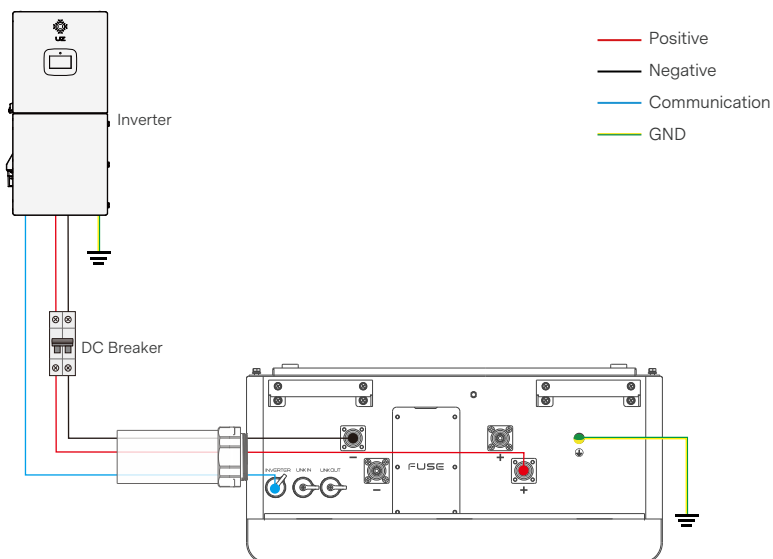 Positive
Negative
Communication
GND
Inverter
DC Breaker
INVERTER
LINK IN
LINK OUT
FUSE
−
−
+
+